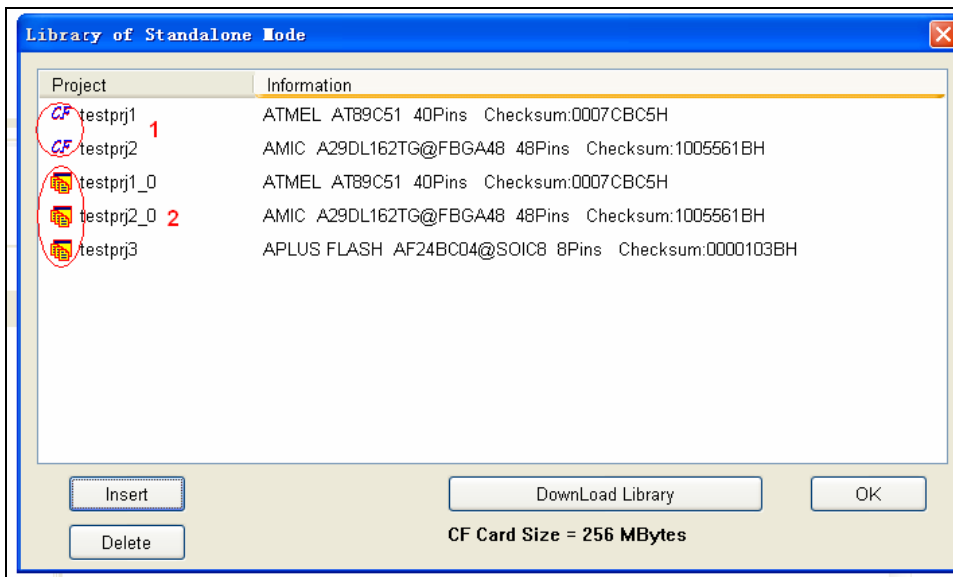 Library of Standalone Mode
Project Information
CF testprj1 ATMEL AT89C51 40Pins Checksum:0007CBC5H
1
CF testprj2 AMIC A29DL162TG@FBGA48 48Pins Checksum:1005561BH
testprj1_0 ATMEL AT89C51 40Pins Checksum:0007CBC5H
testprj2_0 2 AMIC A29DL162TG@FBGA48 48Pins Checksum:1005561BH
testprj3 APLUS FLASH AF24BC04@SOIC8 8Pins Checksum:0000103BH
Insert DownLoad Library OK
Delete CF Card Size = 256 MBytes